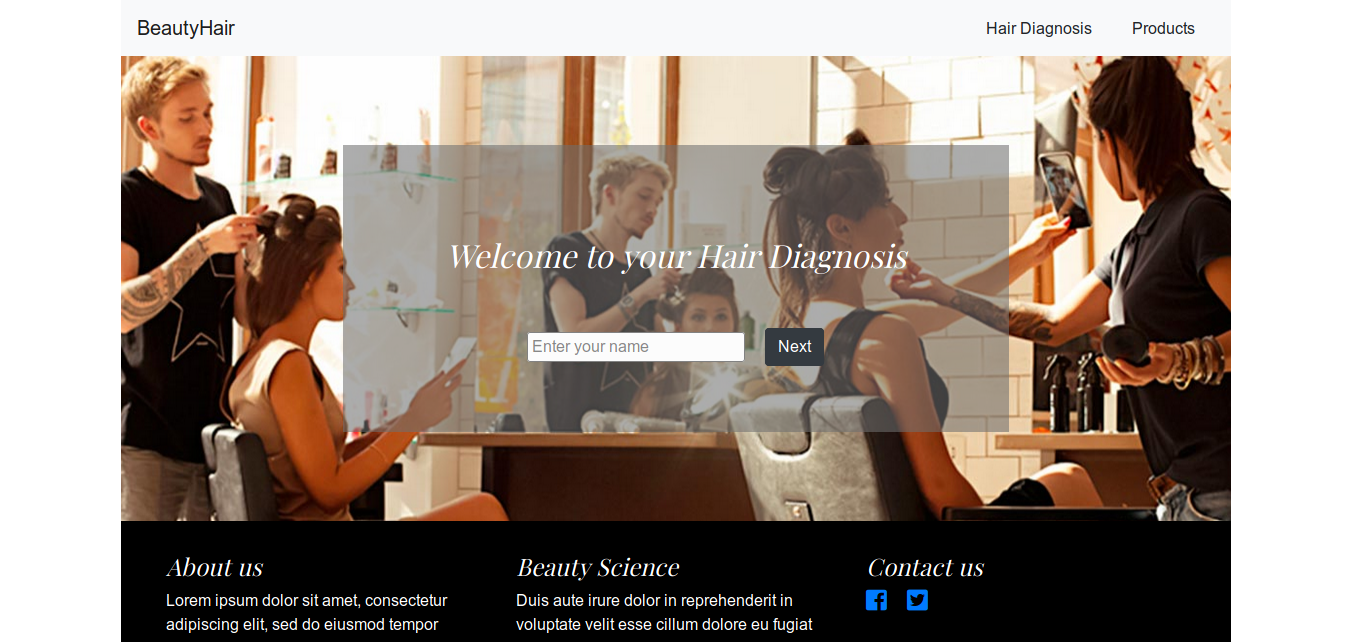 BeautyHair
Hair Diagnosis
Products
Welcome to your Hair Diagnosis
Enter your name
Next
About us
Lorem ipsum dolor sit amet, consectetur
adipiscing elit, sed do eiusmod tempor
Beauty Science
Duis aute irure dolor in reprehenderit in
voluptate velit esse cillum dolore eu fugiat
Contact us